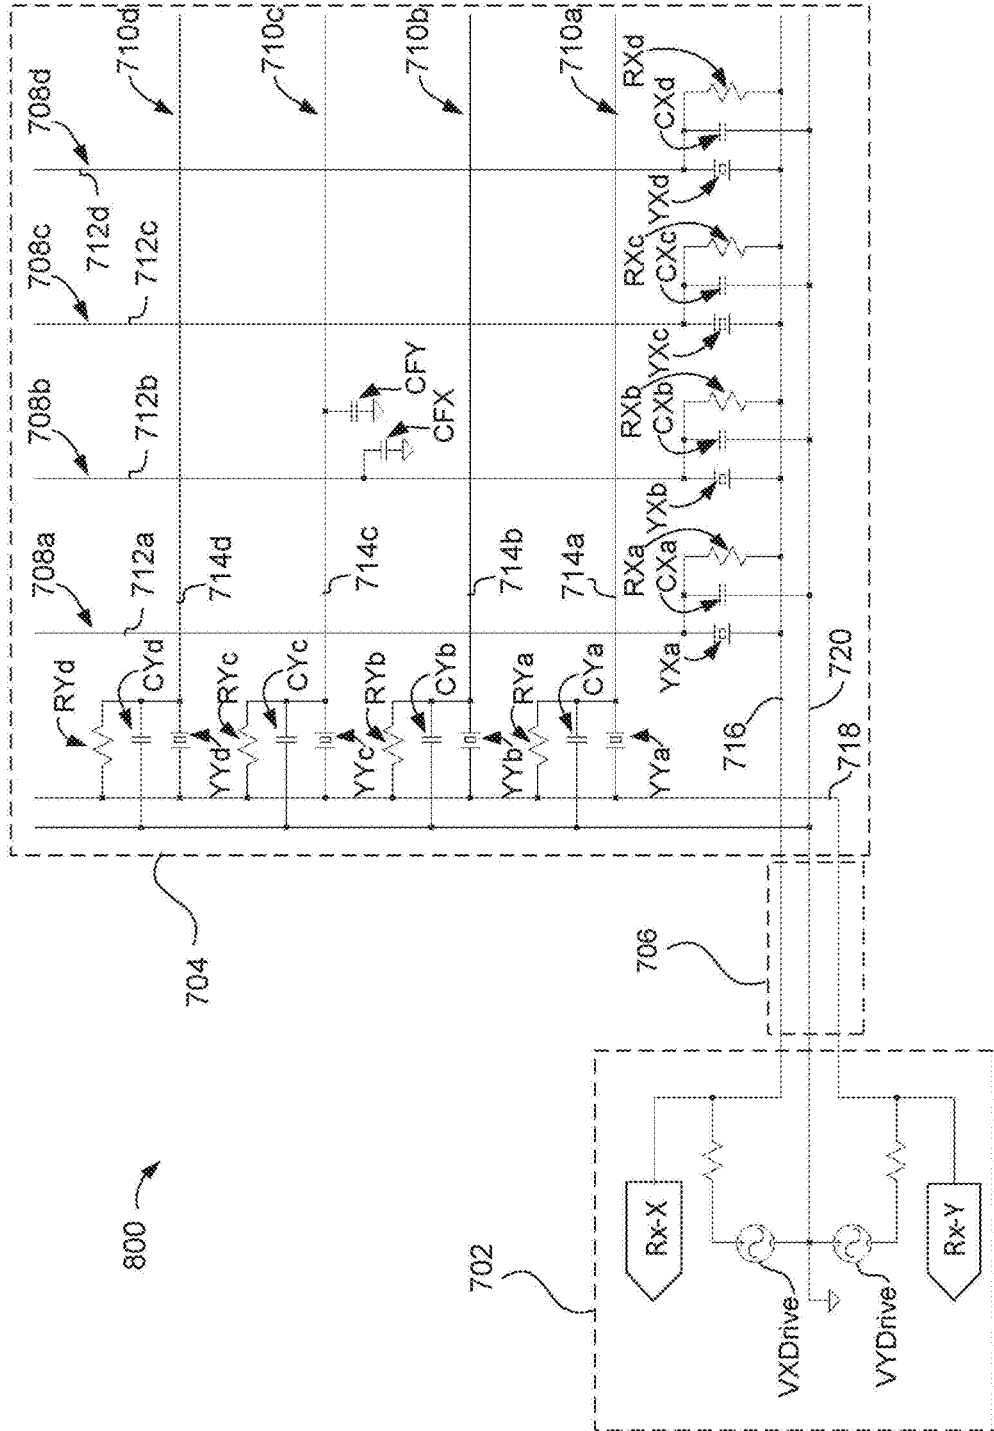 800
702
Rx-X
VXDrive
VYDrive
Rx-Y
706
704
RYd
CYd
YYd
RYc
CYc
YYc
RYb
CYb
YYb
RYa
CYa
YYa
708a
712a
714d
714c
714b
714a
708b
712b
CFY
CFX
708c
712c
708d
712d
710d
710c
710b
710a
RXa
CXa
YXa
RXb
CXb
YXb
RXc
CXc
YXc
RXd
CXd
YXd
716
720
718